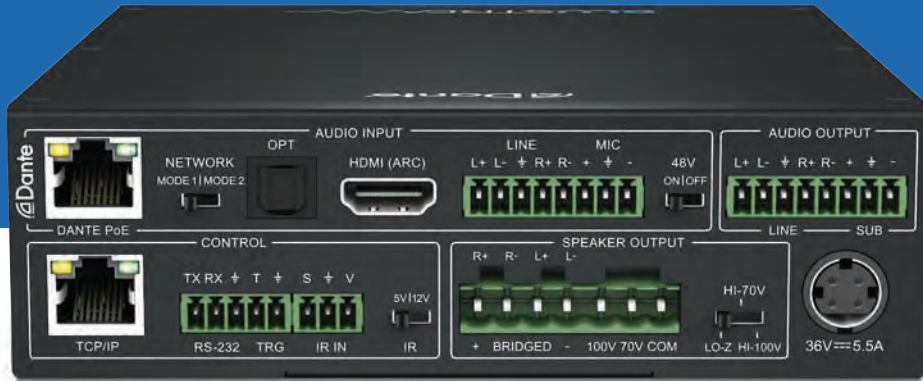 Dante
Dante
AUDIO INPUT
OPT
NETWORK
MODE 1 | MODE 2
HDMI (ARC)
LINE MIC
L+ L- ⏚ R+ R- + ⏚ -
48V
ON|OFF
DANTE PoE
AUDIO OUTPUT
L+ L- ⏚ R+ R- + ⏚ -
LINE SUB
CONTROL
TX RX ⏚ T ⏚ S ⏚ V
5V|12V
TCP/IP
RS-232 TRG IR IN IR
SPEAKER OUTPUT
R+ R- L+ L-
HI-70V
+ BRIDGED - 100V 70V COM
LO-Z HI-100V
36V⎓5.5A